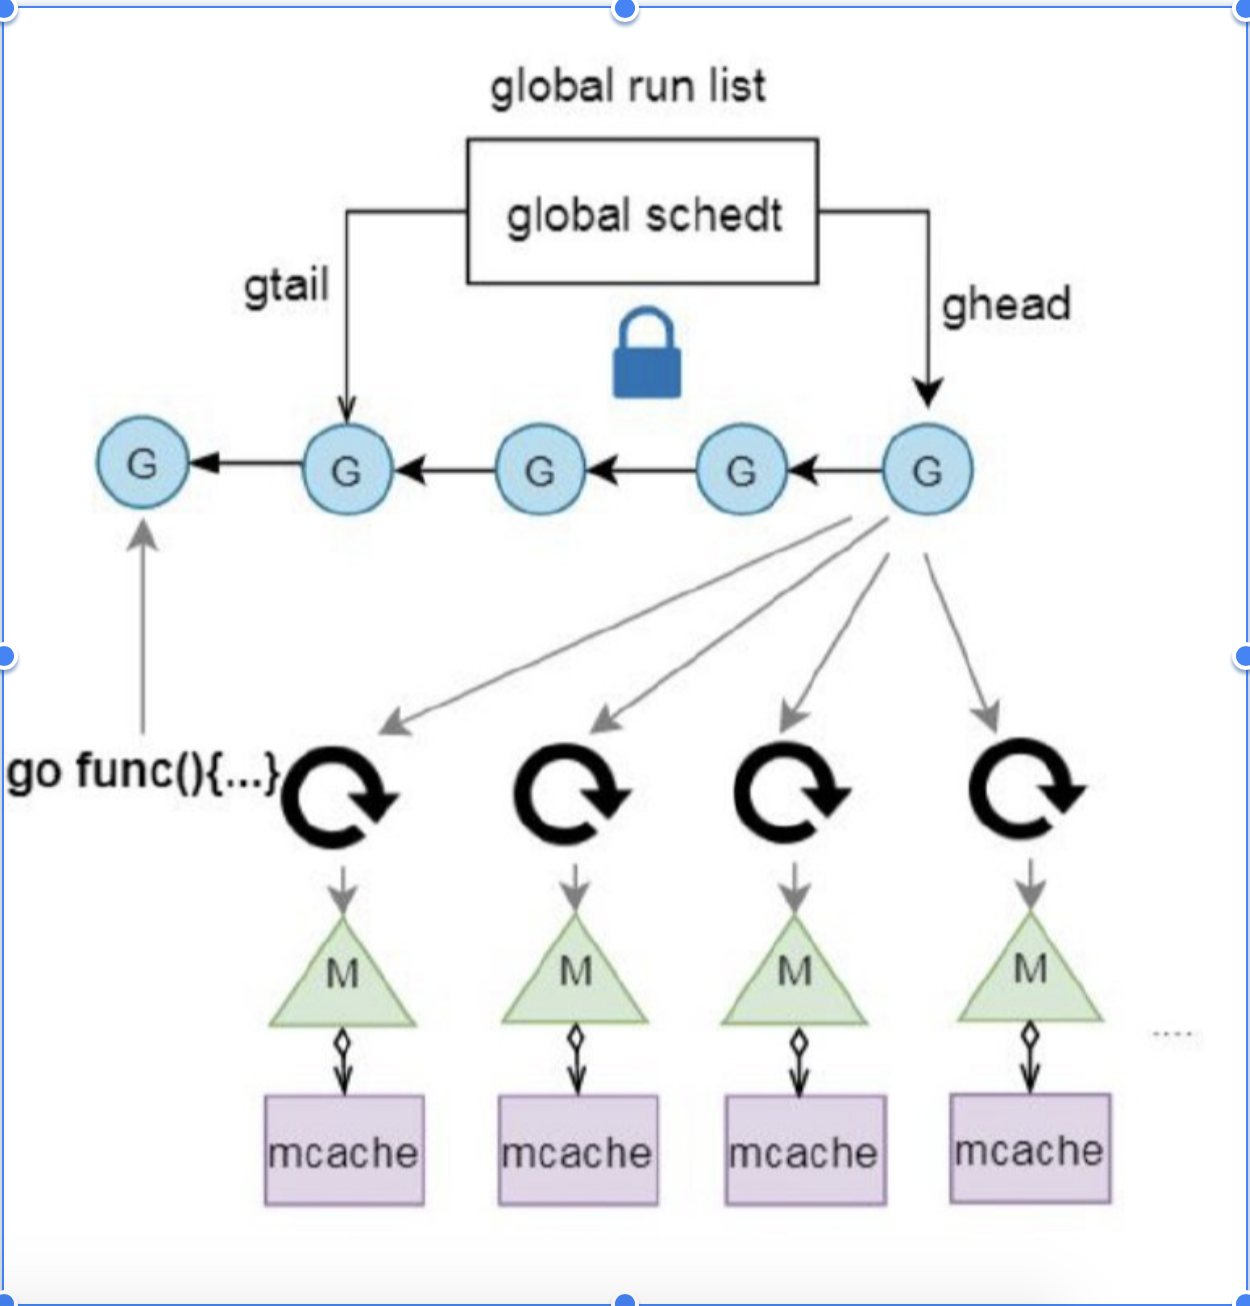 global run list
global schedt
gtail
ghead
G G G G G
go func(){...}
M M M M
....
mcache mcache mcache mcache